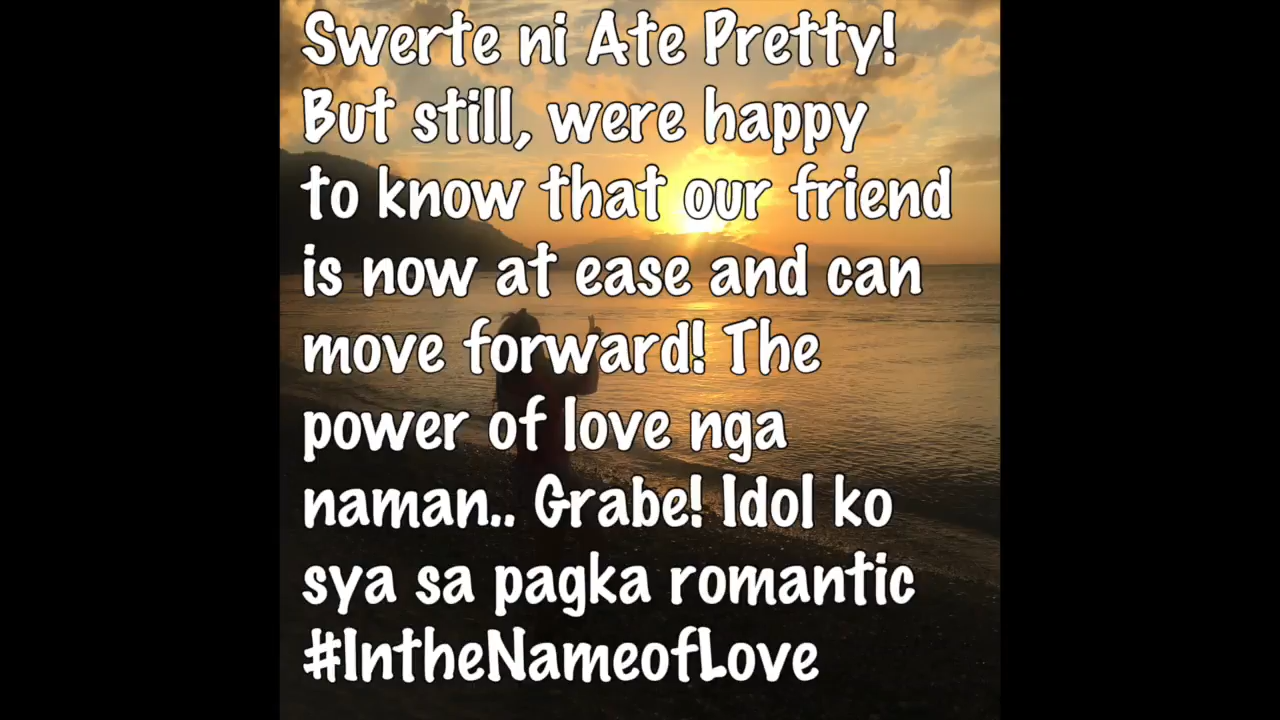 Swerte ni Ate Pretty!
But still, were happy
to know that our friend
is now at ease and can
move forward! The
power of love nga
naman.. Grabe! Idol ko
sya sa pagka romantic
#IntheNameofLove